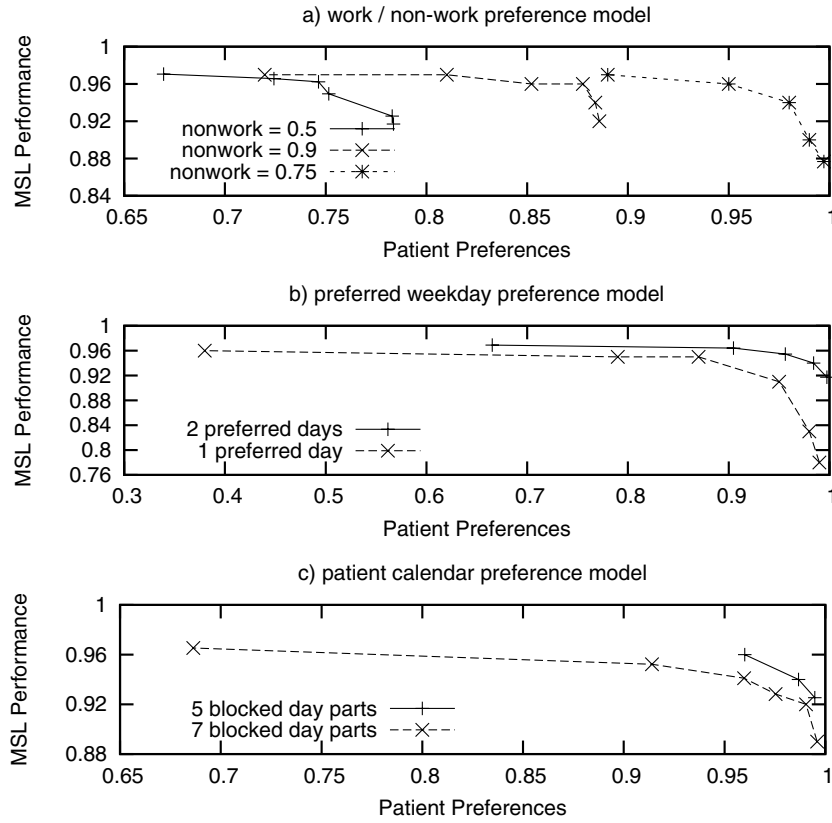 a) work / non-work preference model
MSL Performance
1
0.96
0.92
0.88
0.84
nonwork = 0.5
nonwork = 0.9
nonwork = 0.75
0.65 0.7 0.75 0.8 0.85 0.9 0.95 1
Patient Preferences
b) preferred weekday preference model
MSL Performance
1
0.96
0.92
0.88
0.84
0.8
0.76
2 preferred days
1 preferred day
0.3 0.4 0.5 0.6 0.7 0.8 0.9 1
Patient Preferences
c) patient calendar preference model
MSL Performance
1
0.96
0.92
0.88
5 blocked day parts
7 blocked day parts
0.65 0.7 0.75 0.8 0.85 0.9 0.95 1
Patient Preferences